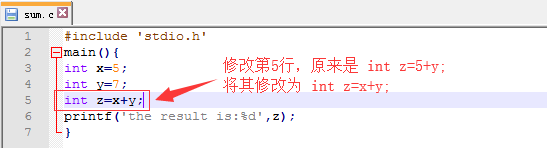 sum.c
1 #include 'stdio.h'
2 main(){
3 int x=5;
4 int y=7;
5 int z=x+y;
6 printf('the result is:%d',z);
7 }
修改第5行，原来是 int z=5+y;
将其修改为 int z=x+y;